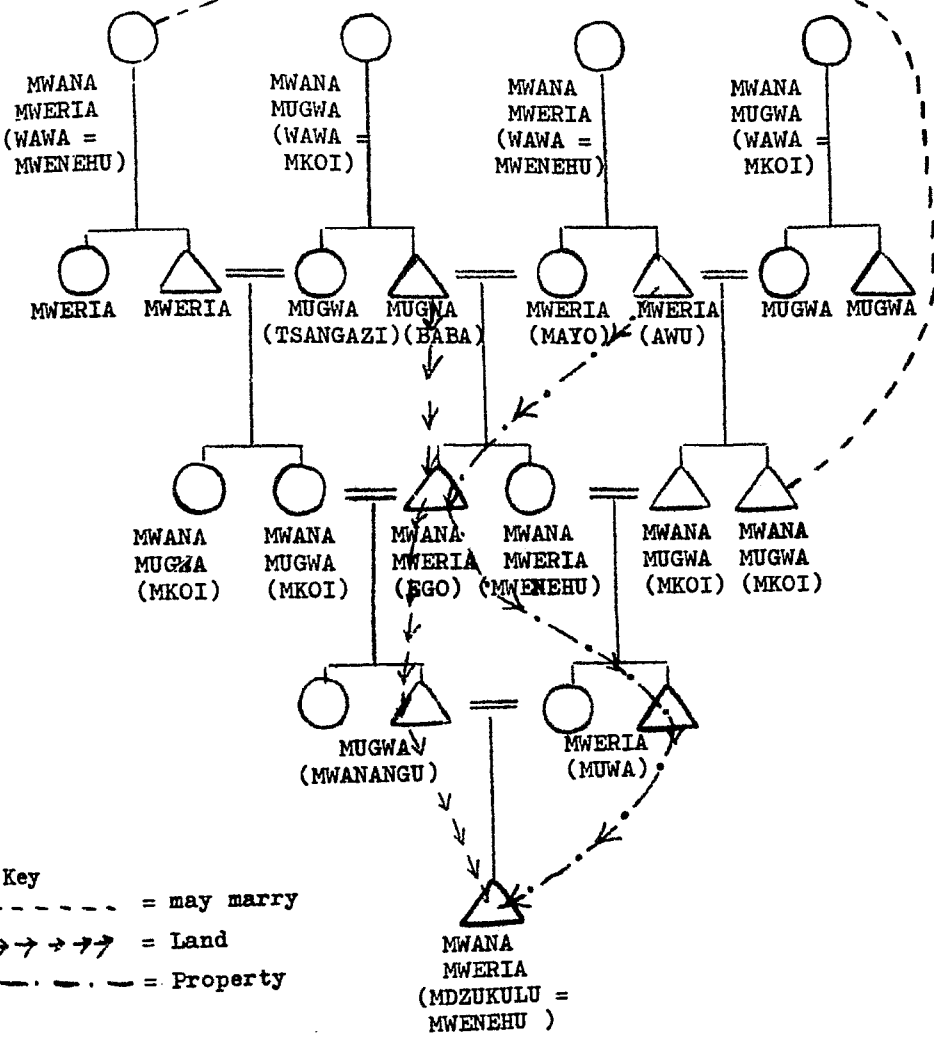 MWANA
MWERIA
(WAWA =
MWENEHU)
MWANA
MUGWA
(WAWA =
MKOI)
MWANA
MWERIA
(WAWA =
MWENEHU)
MWANA
MUGWA
(WAWA =
MKOI)
MWERIA
MWERIA
MUGWA
(TSANGAZI)
MUGWA
(BABA)
MWERIA
(MAYO)
MWERIA
(AWU)
MUGWA
MUGWA
MWANA
MUGWA
(MKOI)
MWANA
MUGWA
(MKOI)
MWANA
MWERIA
(EGO)
MWANA
MWERIA
(MWENEHU)
MWANA
MUGWA
(MKOI)
MWANA
MUGWA
(MKOI)
MUGWA
(MWANANGU)
MWERIA
(MUWA)
MWANA
MWERIA
(MDZUKULU =
MWENEHU )
Key
= may marry
= Land
= Property